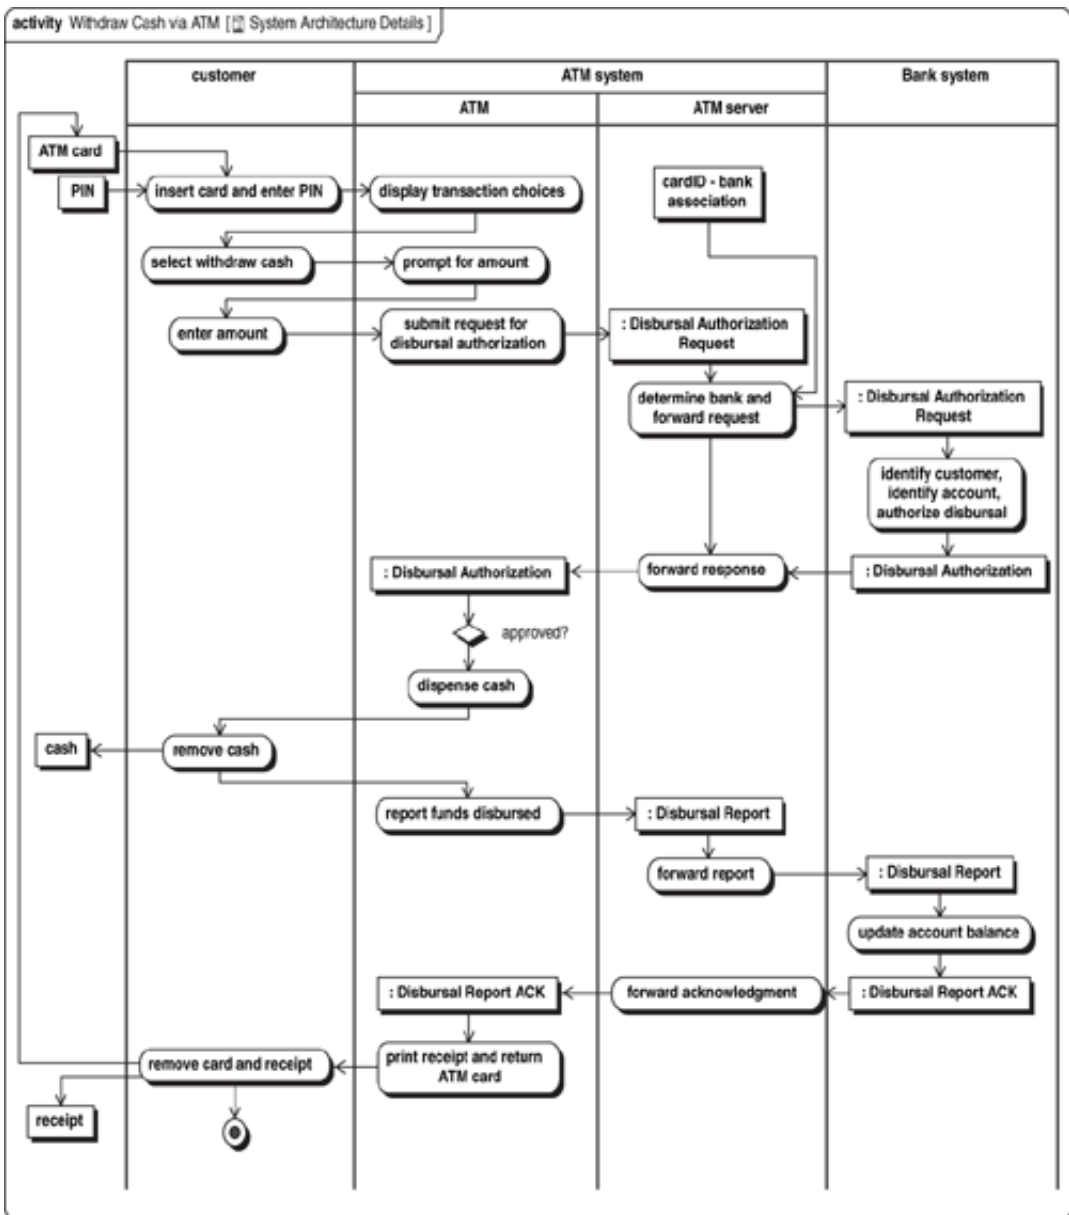 activity Withdraw Cash via ATM [ System Architecture Details ]
customer
ATM system
Bank system
ATM
ATM server
ATM card
PIN
insert card and enter PIN
display transaction choices
cardID - bank
association
select withdraw cash
prompt for amount
enter amount
submit request for
disbursal authorization
: Disbursal Authorization
Request
determine bank and
forward request
: Disbursal Authorization
Request
identify customer,
identify account,
authorize disbursal
: Disbursal Authorization
forward response
: Disbursal Authorization
approved?
dispense cash
cash
remove cash
report funds disbursed
: Disbursal Report
forward report
: Disbursal Report
update account balance
: Disbursal Report ACK
forward acknowledgment
: Disbursal Report ACK
remove card and receipt
print receipt and return
ATM card
receipt